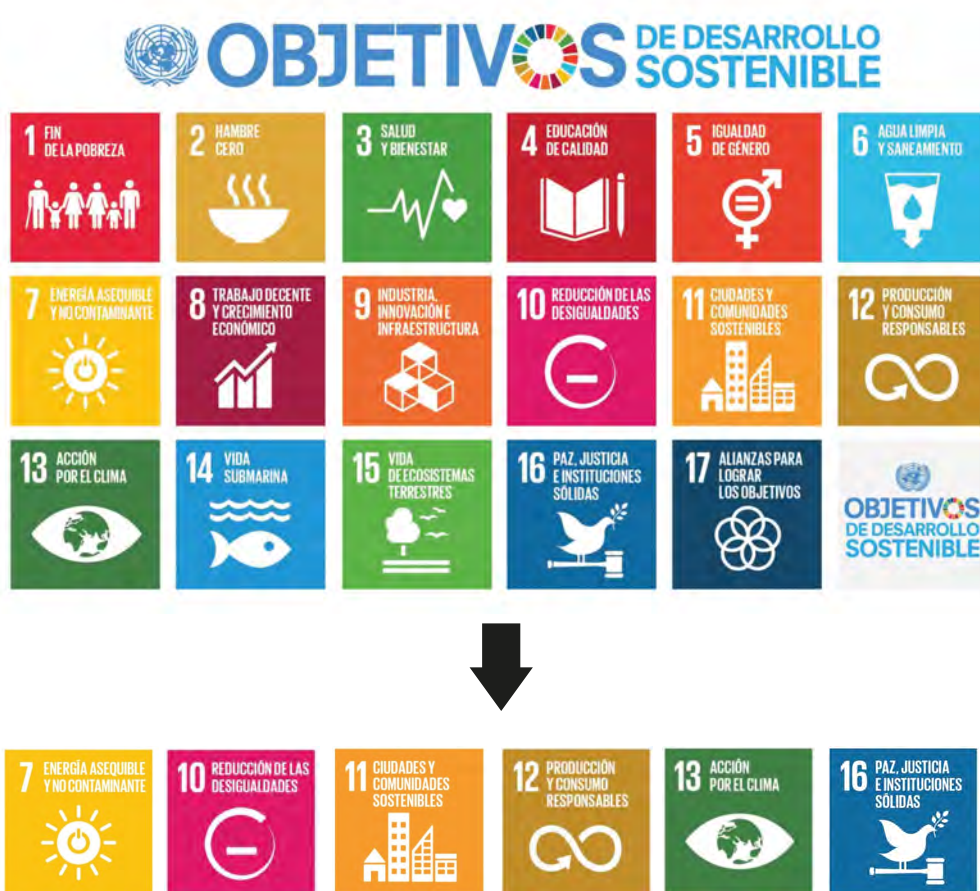 OBJETIVOS DE DESARROLLO
SOSTENIBLE
1 FIN
DE LA POBREZA
2 HAMBRE
CERO
3 SALUD
Y BIENESTAR
4 EDUCACIÓN
DE CALIDAD
5 IGUALDAD
DE GÉNERO
6 AGUA LIMPIA
Y SANEAMIENTO
7 ENERGÍA ASEQUIBLE
Y NO CONTAMINANTE
8 TRABAJO DECENTE
Y CRECIMIENTO
ECONÓMICO
9 INDUSTRIA,
INNOVACIÓN E
INFRAESTRUCTURA
10 REDUCCIÓN DE LAS
DESIGUALDADES
11 CIUDADES Y
COMUNIDADES
SOSTENIBLES
12 PRODUCCIÓN
Y CONSUMO
RESPONSABLES
13 ACCIÓN
POR EL CLIMA
14 VIDA
SUBMARINA
15 VIDA
DE ECOSISTEMAS
TERRESTRES
16 PAZ, JUSTICIA
E INSTITUCIONES
SÓLIDAS
17 ALIANZAS PARA
LOGRAR
LOS OBJETIVOS
OBJETIVOS
DE DESARROLLO
SOSTENIBLE
7 ENERGÍA ASEQUIBLE
Y NO CONTAMINANTE
10 REDUCCIÓN DE LAS
DESIGUALDADES
11 CIUDADES Y
COMUNIDADES
SOSTENIBLES
12 PRODUCCIÓN
Y CONSUMO
RESPONSABLES
13 ACCIÓN
POR EL CLIMA
16 PAZ, JUSTICIA
E INSTITUCIONES
SÓLIDAS